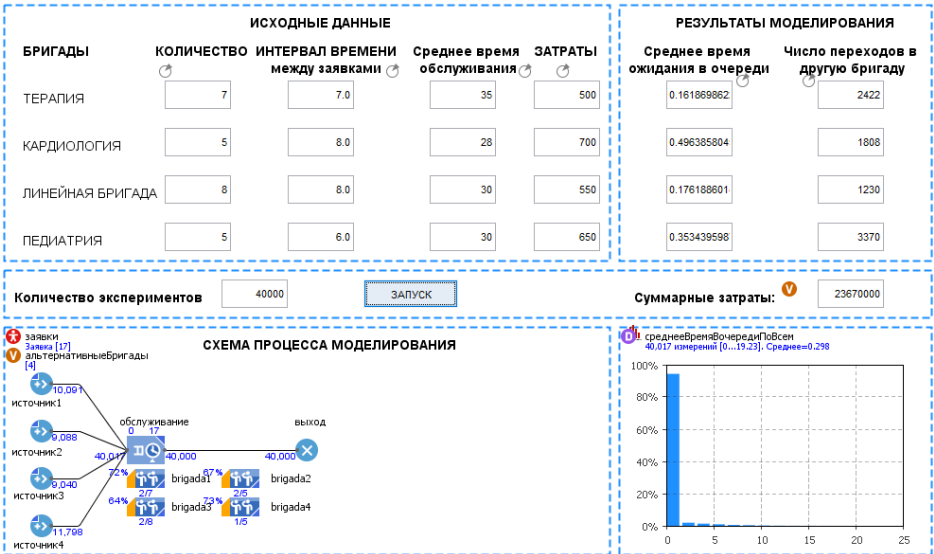 ИСХОДНЫЕ ДАННЫЕ
БРИГАДЫ КОЛИЧЕСТВО ИНТЕРВАЛ ВРЕМЕНИ между заявками Среднее время обслуживания ЗАТРАТЫ
ТЕРАПИЯ 7 7.0 35 500
КАРДИОЛОГИЯ 5 8.0 28 700
ЛИНЕЙНАЯ БРИГАДА 8 8.0 30 550
ПЕДИАТРИЯ 5 6.0 30 650
РЕЗУЛЬТАТЫ МОДЕЛИРОВАНИЯ
Среднее время ожидания в очереди Число переходов в другую бригаду
0.161869862 2422
0.496385804 1808
0.176188601 1230
0.353439598 3370
Количество экспериментов 40000 ЗАПУСК Суммарные затраты: V 23670000
заявки
Заявка [17]
V альтернативныеБригады
[4]
СХЕМА ПРОЦЕССА МОДЕЛИРОВАНИЯ
10,091
источник1
9,088
источник2
9,040
источник3
11,798
источник4
обслуживание
0 17
40,017 40,000
выход
40,000
72% brigada1 67% brigada2
2/7 2/5
64% brigada3 73% brigada4
2/8 1/5
D среднееВремяВочередиПоВсем
40,017 измерений [0...19.23]. Среднее=0.298
100%
80%
60%
40%
20%
0%
0 5 10 15 20 25